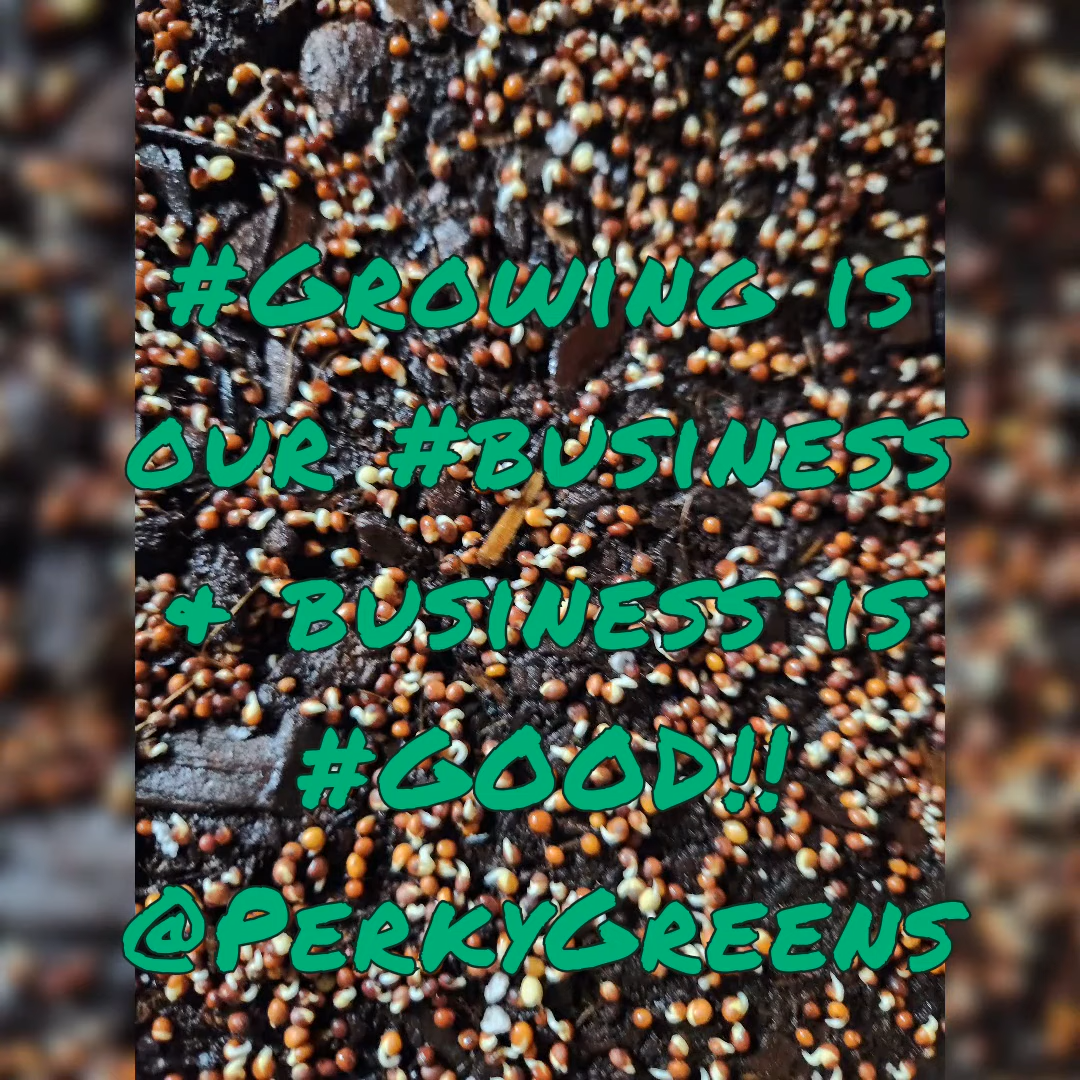 #Growing is
our #business
& business is
#GOOD!!
@PerkyGreens